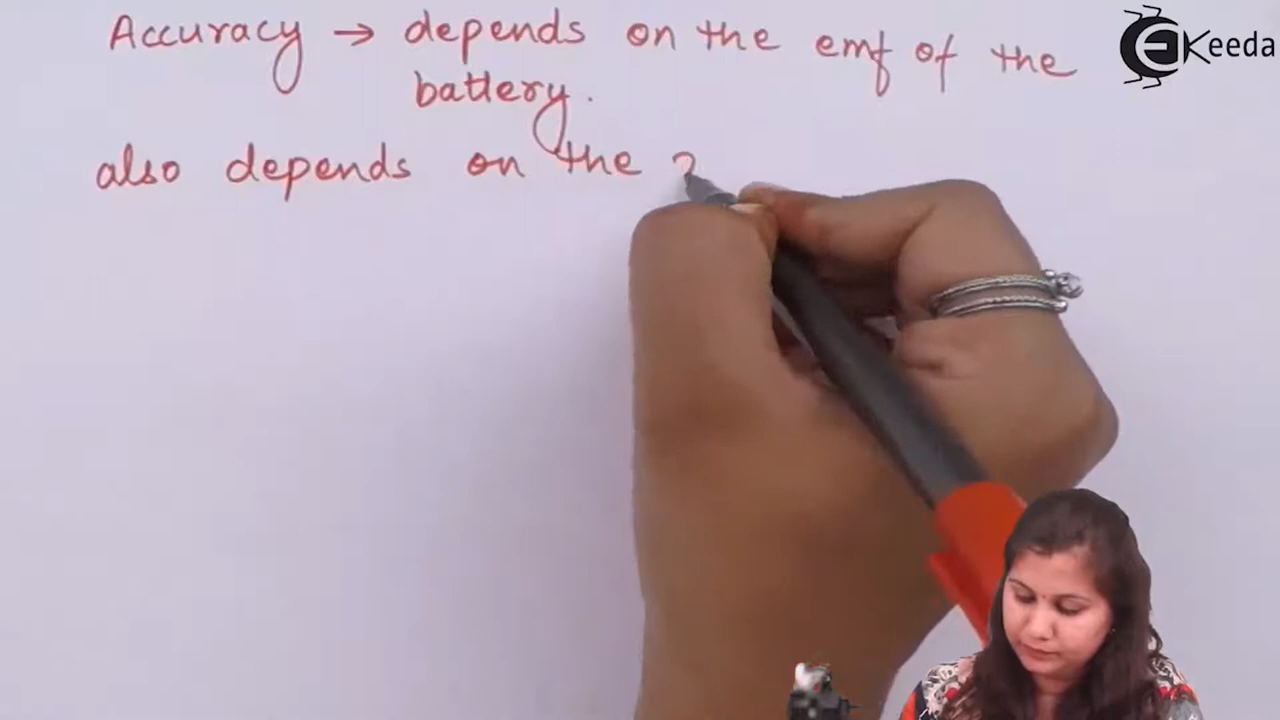 Accuracy → depends on the emf of the
battery.
also depends on the
EKeeda